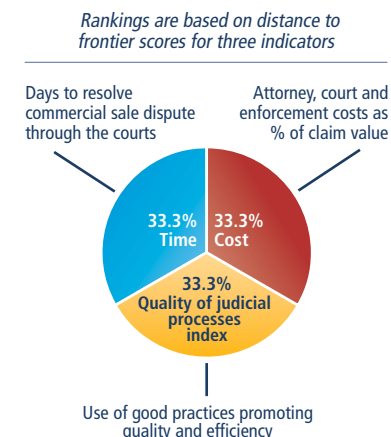 Rankings are based on distance to
frontier scores for three indicators
Days to resolve
commercial sale dispute
through the courts
Attorney, court and
enforcement costs as
% of claim value
33.3%
Time
33.3%
Cost
33.3%
Quality of judicial
processes
index
Use of good practices promoting
quality and efficiency